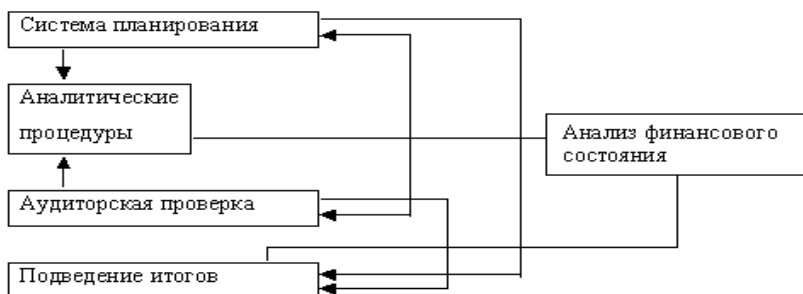 Система планирования
Аналитические
процедуры
Анализ финансового
состояния
Аудиторская проверка
Подведение итогов